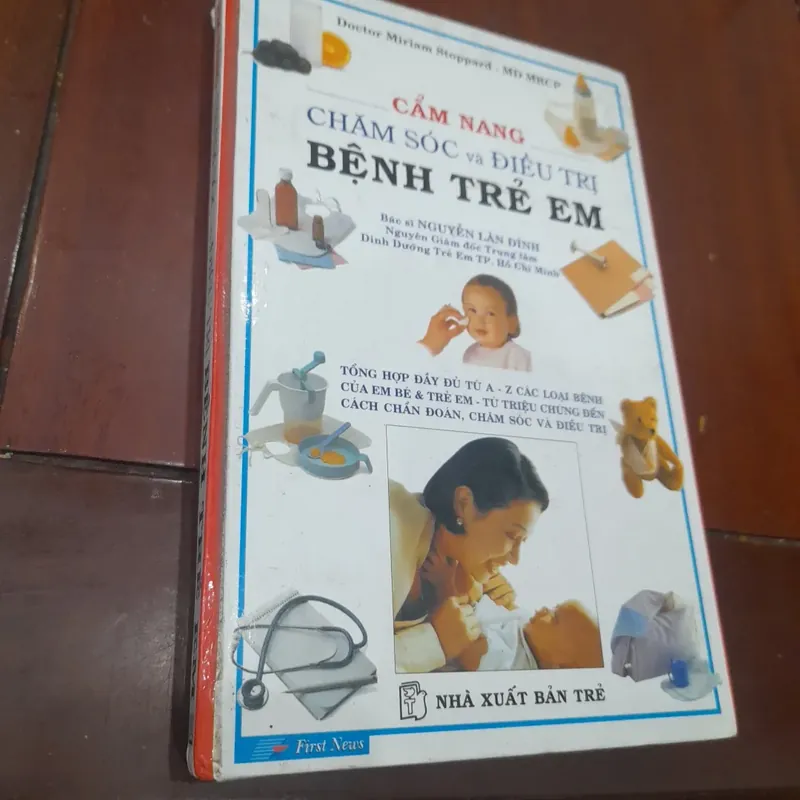 Doctor Miriam Stoppard - MD MRCP
CẨM NANG
CHĂM SÓC và ĐIỀU TRỊ
BỆNH TRẺ EM
Bác sĩ NGUYỄN LÂN ĐÍNH
Nguyên Giám đốc Trung tâm
Dinh Dưỡng Trẻ Em TP. Hồ Chí Minh
TỔNG HỢP ĐẦY ĐỦ TỪ A - Z CÁC LOẠI BỆNH
CỦA EM BÉ & TRẺ EM - TỪ TRIỆU CHỨNG ĐẾN
CÁCH CHẨN ĐOÁN, CHĂM SÓC VÀ ĐIỀU TRỊ
NHÀ XUẤT BẢN TRẺ
First News